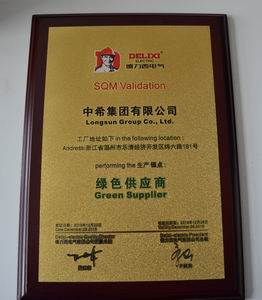 DELIXI
ELECTRIC
德力西电气
SQM Validation
中希集团有限公司
Longsun Group Co., Ltd.
工厂地址如下 in the following location :
Address:浙江省温州市乐清经济开发区纬六路181号
performing the 生产 据点 :
绿色供应商
Green Supplier